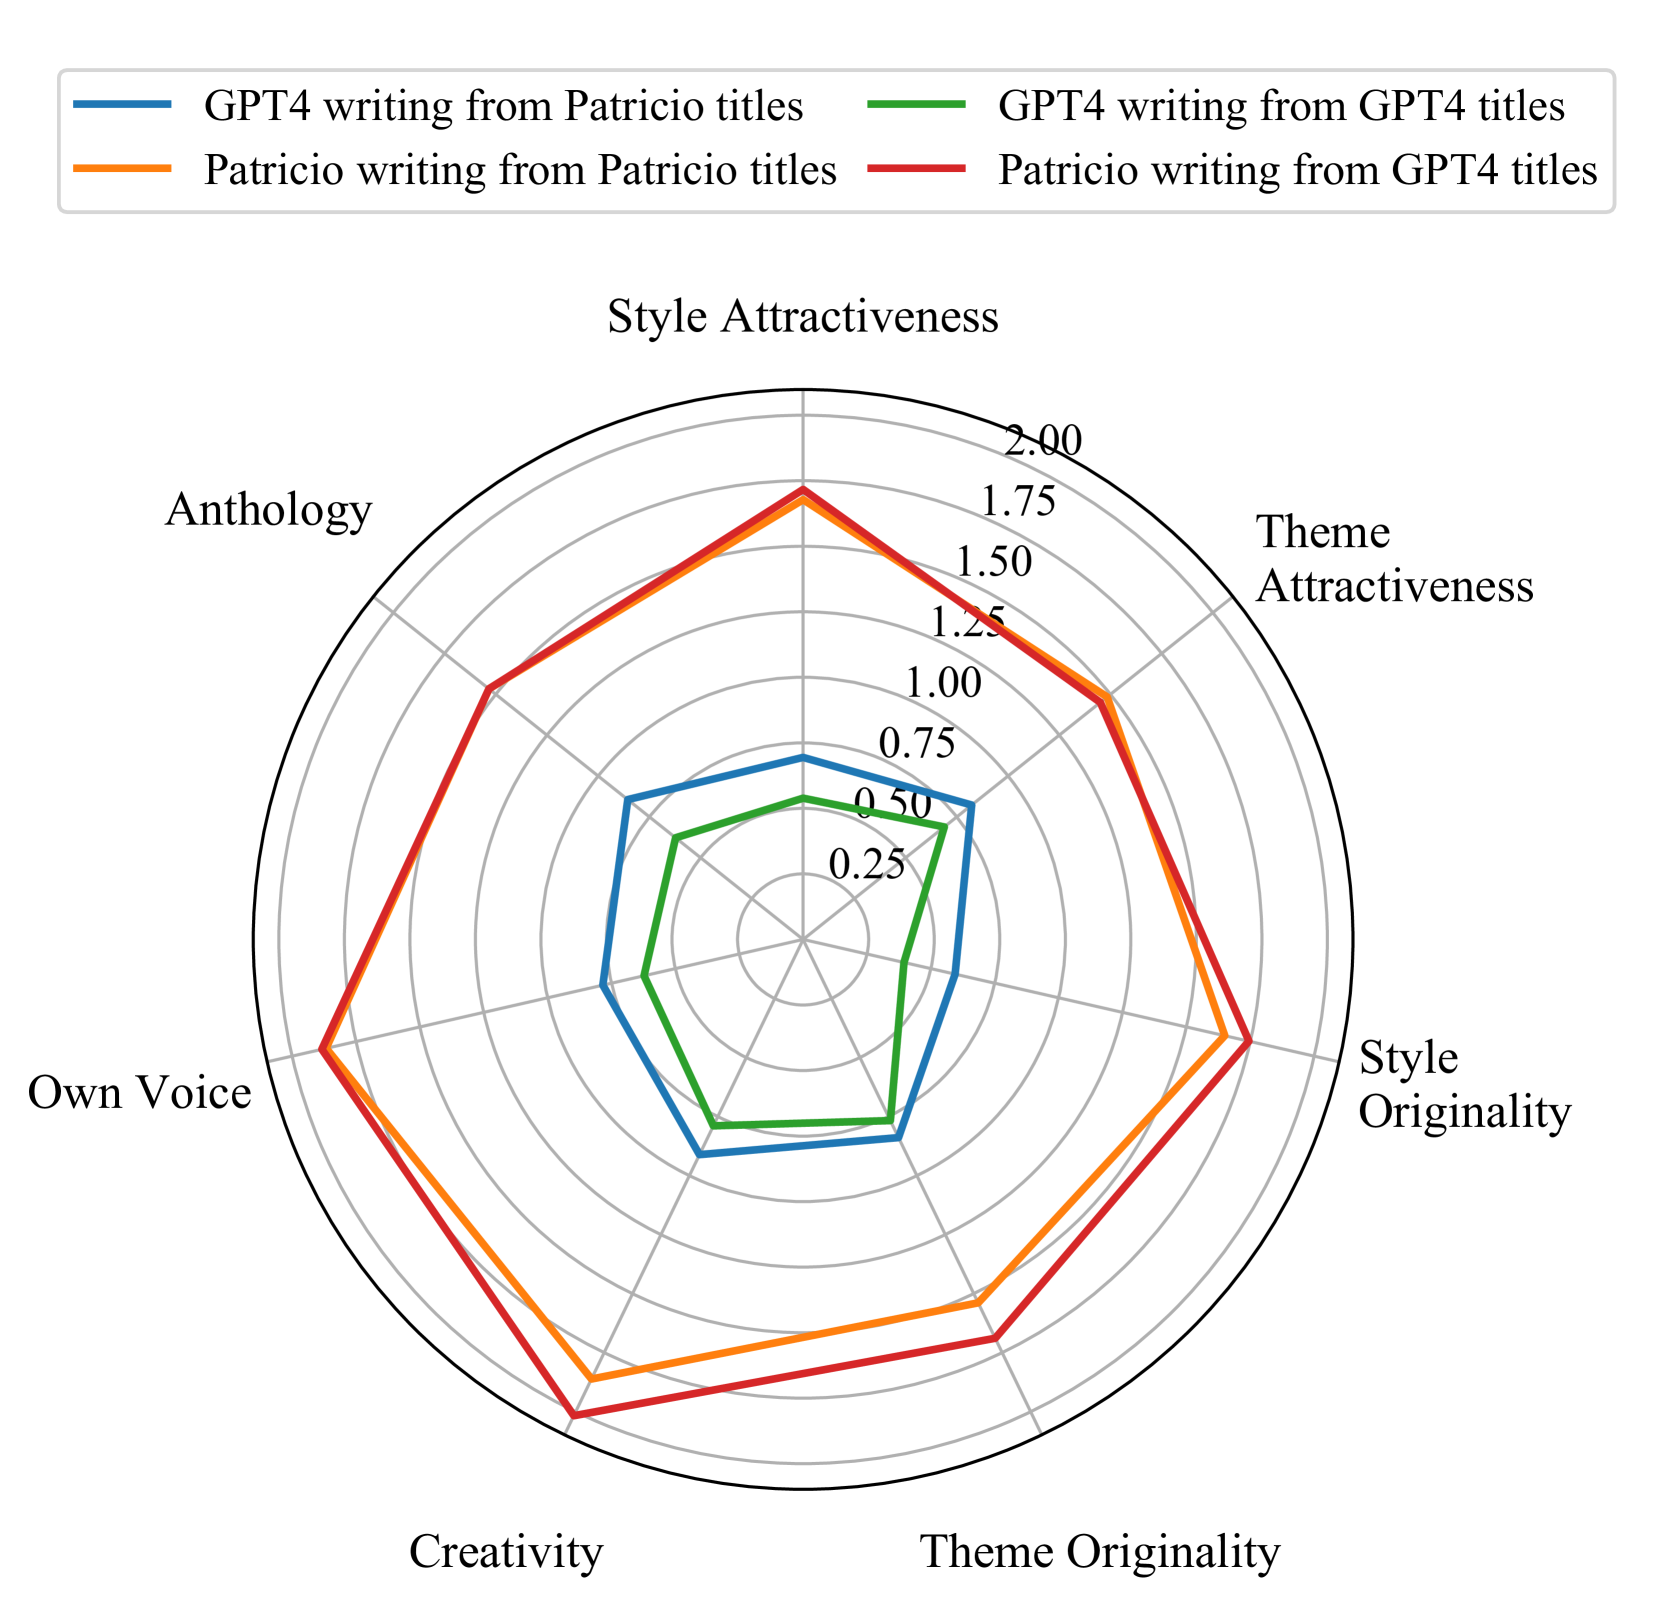 GPT4 writing from Patricio titles
Patricio writing from Patricio titles
GPT4 writing from GPT4 titles
Patricio writing from GPT4 titles
Style Attractiveness
Theme
Attractiveness
Style
Originality
Theme Originality
Creativity
Own Voice
Anthology
2.00
1.75
1.50
1.25
1.00
0.75
0.50
0.25